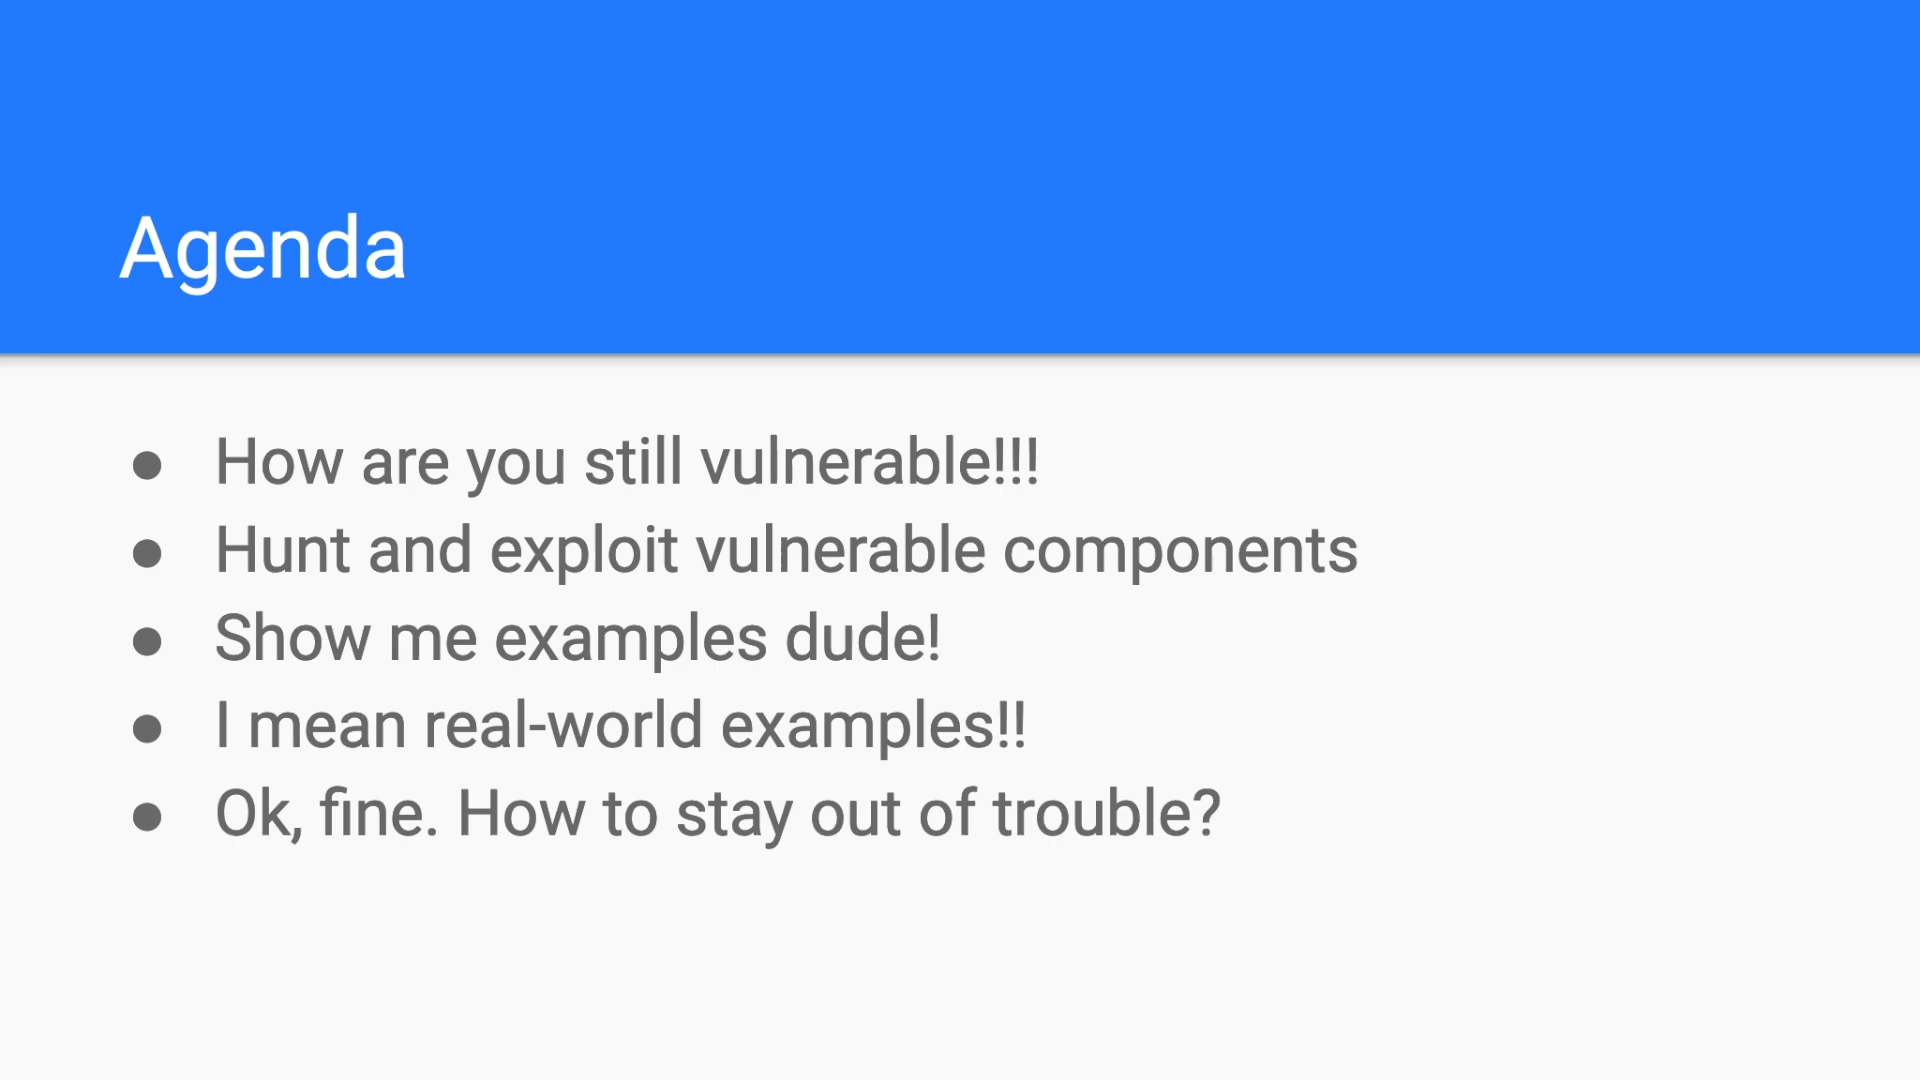 Agenda
● How are you still vulnerable!!!
● Hunt and exploit vulnerable components
● Show me examples dude!
● I mean real-world examples!!
● Ok, fine. How to stay out of trouble?